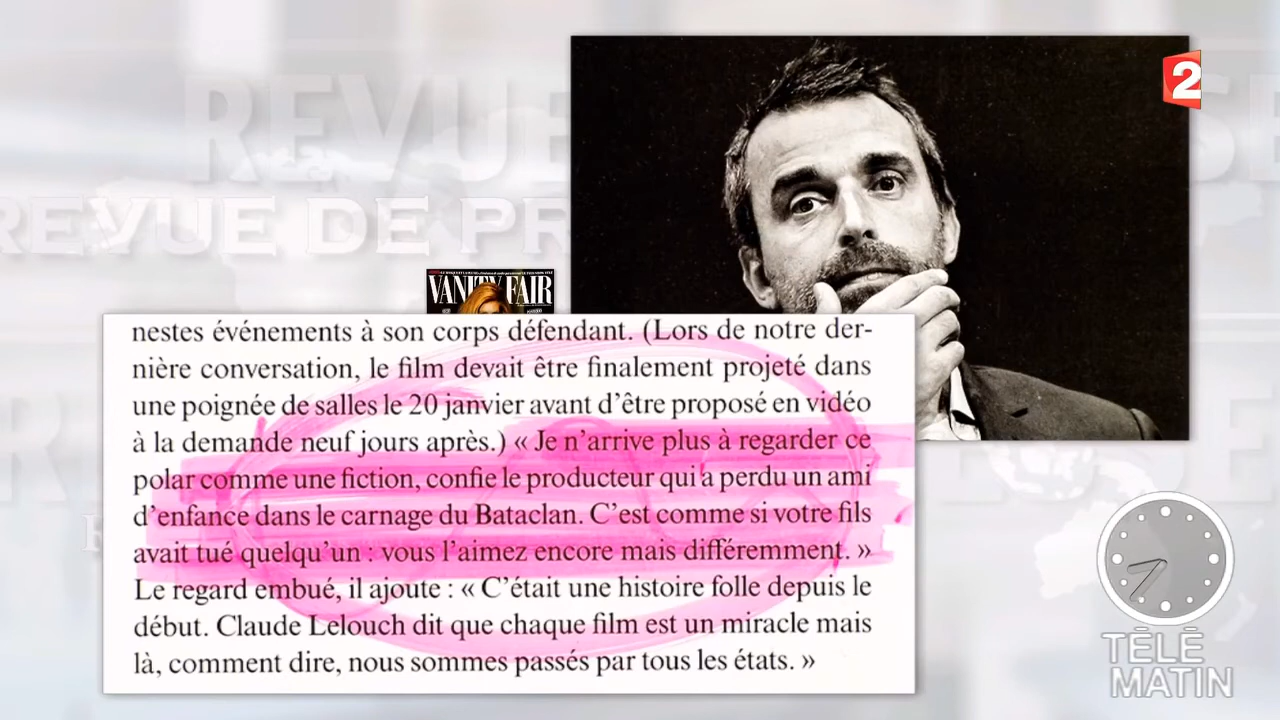 REVUE
REVUE DE PR
2
VANITY FAIR
nestes événements à son corps défendant. (Lors de notre der-
nière conversation, le film devait être finalement projeté dans
une poignée de salles le 20 janvier avant d’être proposé en vidéo
à la demande neuf jours après.) « Je n’arrive plus à regarder ce
polar comme une fiction, confie le producteur qui a perdu un ami
d’enfance dans le carnage du Bataclan. C’est comme si votre fils
avait tué quelqu’un : vous l’aimez encore mais différemment. »
Le regard embué, il ajoute : « C’était une histoire folle depuis le
début. Claude Lelouch dit que chaque film est un miracle mais
là, comment dire, nous sommes passés par tous les états. »
TÉLÉ
MATIN